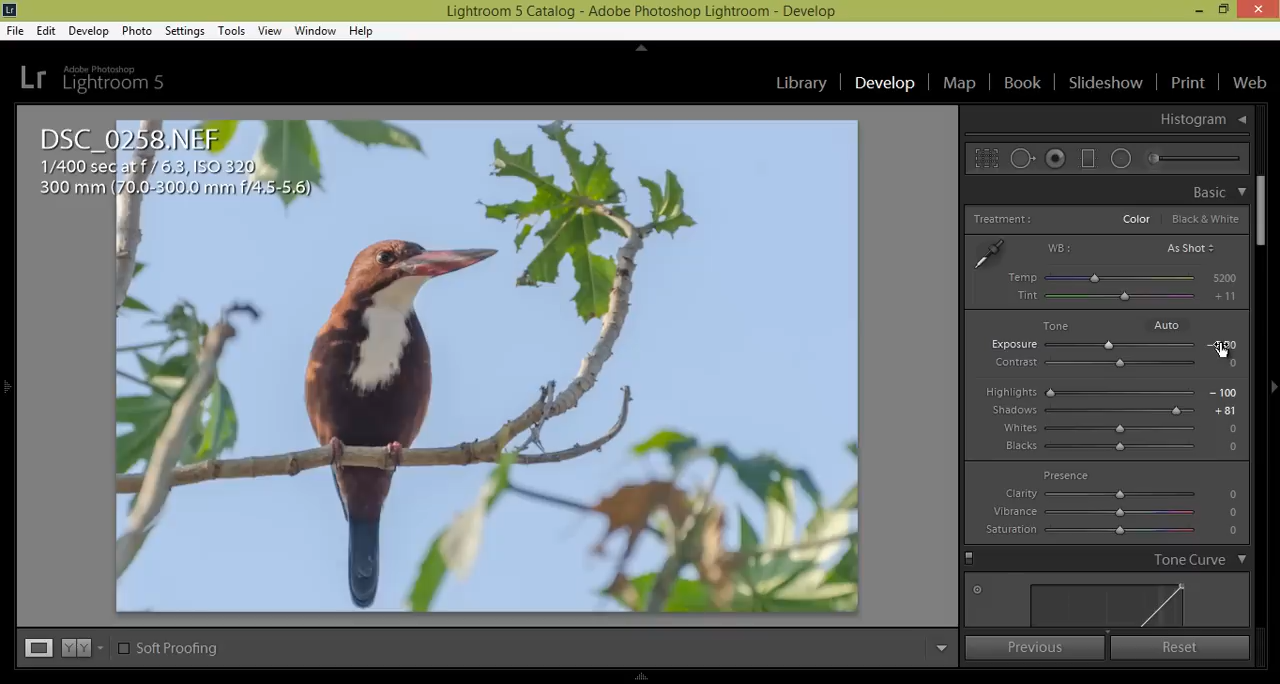 Lr
Lightroom 5 Catalog - Adobe Photoshop Lightroom - Develop
File Edit Develop Photo Settings Tools View Window Help
Lr Adobe Photoshop
Lightroom 5
Library Develop Map Book Slideshow Print Web
DSC_0258.NEF
1/400 sec at f / 6.3, ISO 320
300 mm (70.0-300.0 mm f/4.5-5.6)
Histogram
Basic
Treatment : Color Black & White
WB : As Shot
Temp 5200
Tint + 11
Tone Auto
Exposure
Contrast 0
Highlights − 100
Shadows + 81
Whites 0
Blacks 0
Presence
Clarity 0
Vibrance 0
Saturation 0
Tone Curve
Y Y Soft Proofing
Previous Reset